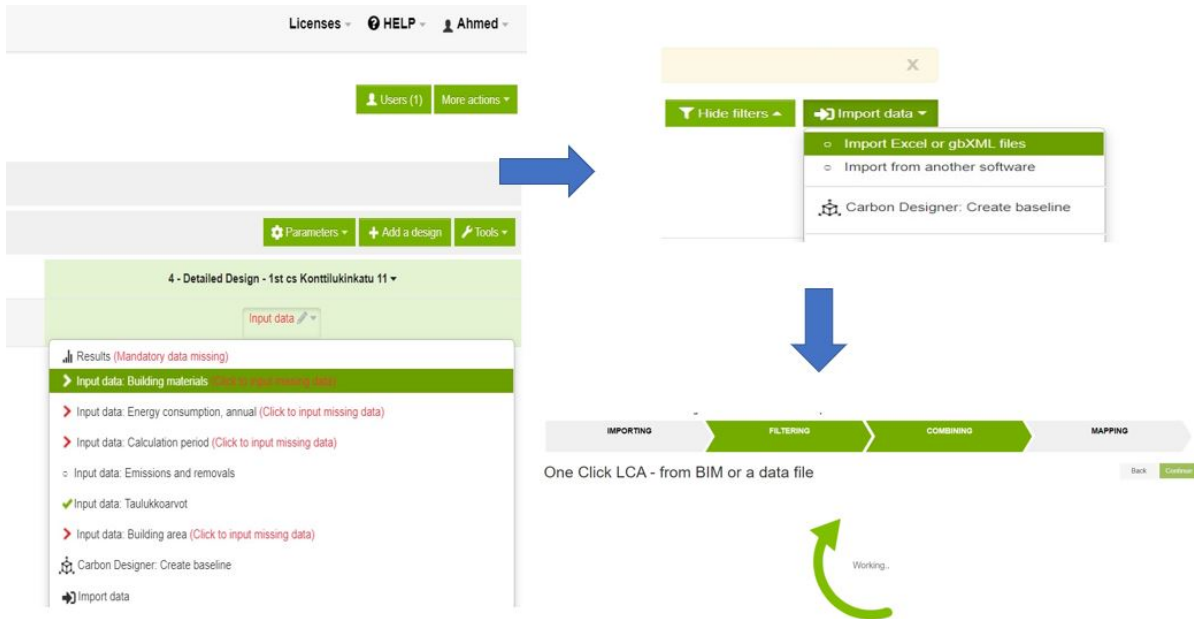 Licenses HELP Ahmed
Users (1) More actions
Parameters Add a design Tools
4 - Detailed Design - 1st cs Konttilukinkatu 11
Input data
Results (Mandatory data missing)
Input data: Building materials (Click to input missing data)
Input data: Energy consumption, annual (Click to input missing data)
Input data: Calculation period (Click to input missing data)
Input data: Emissions and removals
Input data: Taulukkoarvot
Input data: Building area (Click to input missing data)
Carbon Designer: Create baseline
Import data
X
Hide filters Import data
Import Excel or gbXML files
Import from another software
Carbon Designer: Create baseline
IMPORTING FILTERING COMBINING MAPPING
One Click LCA - from BIM or a data file
Back Continue
Working..